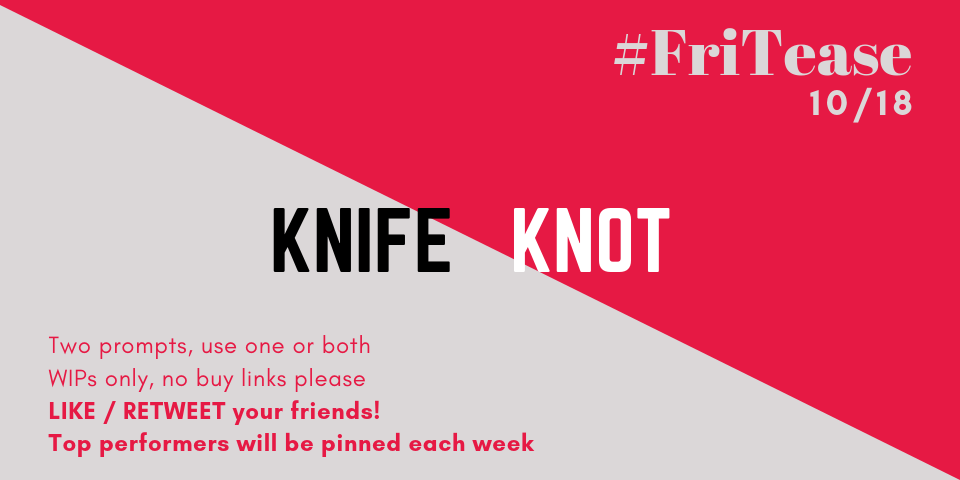 #FriTease
10/18
KNIFE KNOT
Two prompts, use one or both
WIPs only, no buy links please
LIKE / RETWEET your friends!
Top performers will be pinned each week